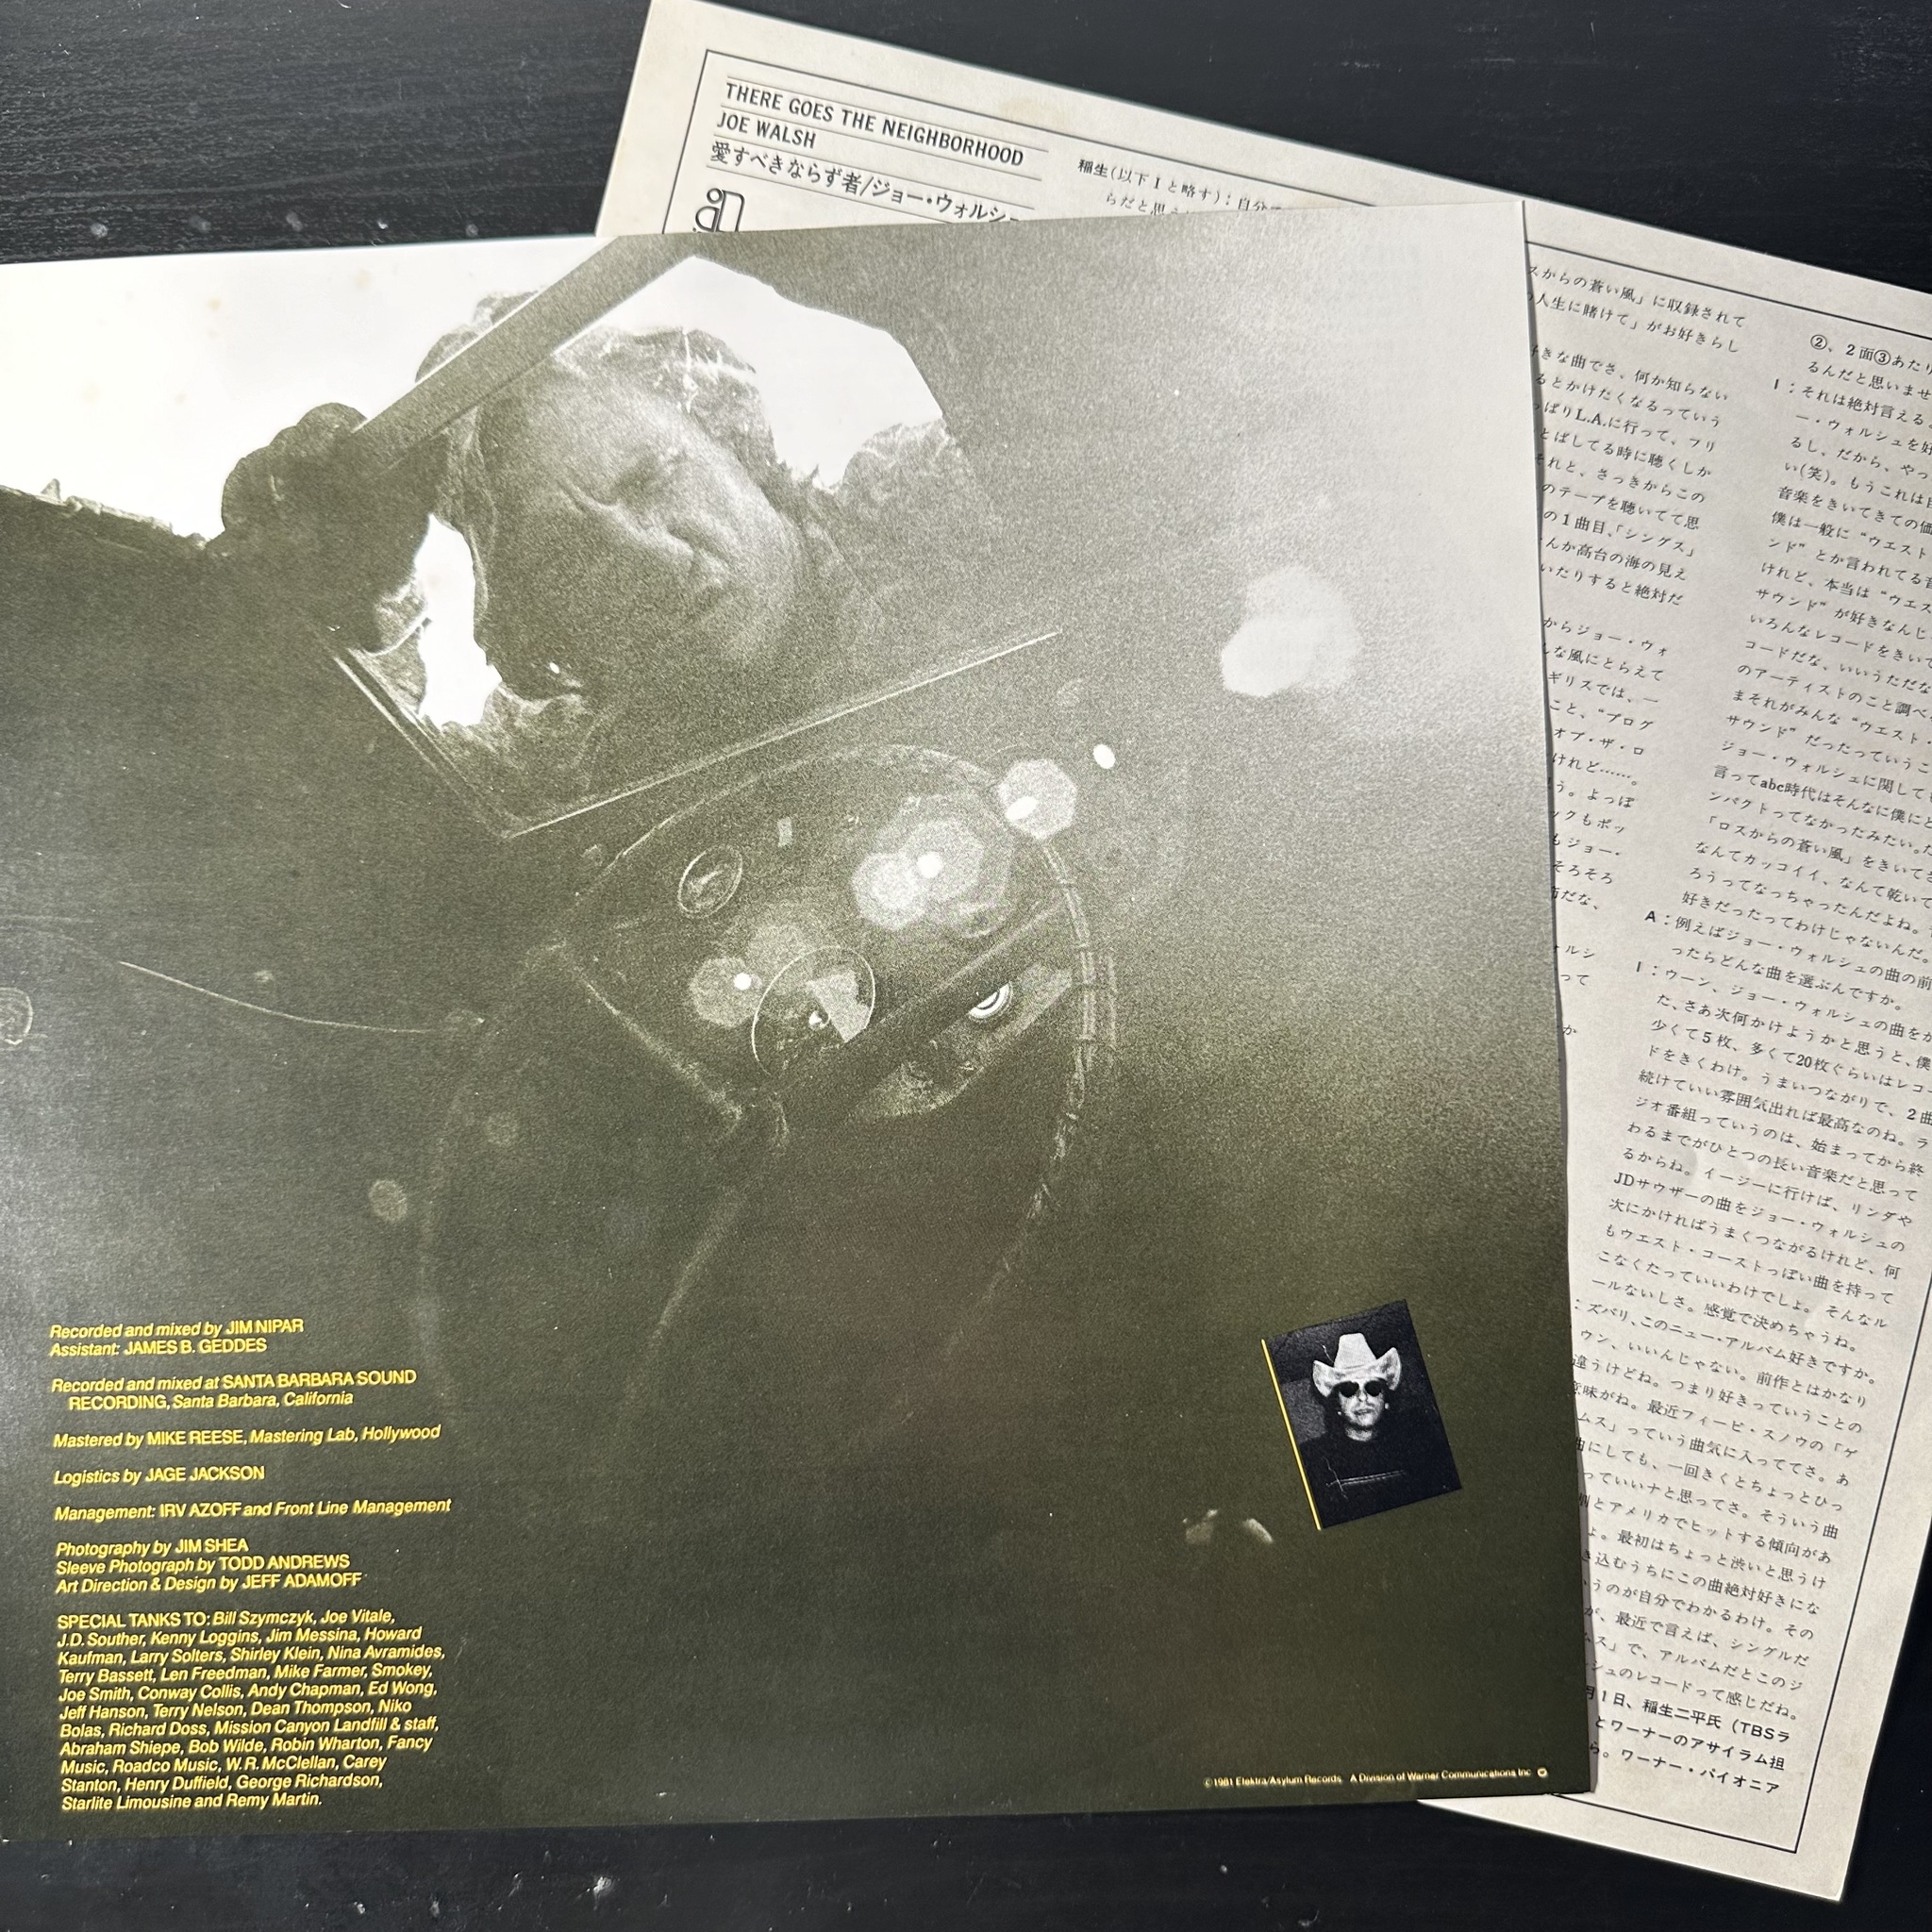 THERE GOES THE NEIGHBORHOOD
JOE WALSH
愛すべきならず者/ジョー・ウォルシュ
稲生(以下Iと略す):自分
らだと思
スからの蒼い風」に収録されて
人生に賭けて」がお好きらし
きな曲でさ、何か知らない
るとかけたくなるっていう
っぱりL.A.に行って、フリ
とばしてる時に聴くしか
それと、さっきからこの
のテープを聴いてて思
の1曲目、「シングス」
んか高台の海の見え
いたりすると絶対だ
からジョー・ウォ
な風にとらえて
ギリスでは、一
こと、“プログ
オブ・ザ・ロ
けれど……。
う。よっぽ
ックもポッ
もジョー・
そろそろ
だな、
ルシ
って
か
②、2面③あたり
るんだと思いませ
I:それは絶対言える
ー・ウォルシュを好
るし、だから、やっ
い(笑)。もうこれは
音楽をきいてきての価
僕は一般に“ウエスト
ンド”とか言われてる音
けれど、本当は“ウエス
サウンド”が好きなんじ
いろんなレコードをきいて
コードだな、いいうただな
のアーティストのこと調べ
まそれがみんな“ウエスト・
サウンド”だったっていうこ
ジョー・ウォルシュに関して
言ってabc時代はそんなに僕にと
ンパクトってなかったみたい。た
「ロスからの蒼い風」をきいてさ
なんてカッコイイ、なんて乾いて
ろうってなっちゃったんだよね。
好きだったってわけじゃないんだ。
A:例えばジョー・ウォルシュの曲の前
ったらどんな曲を選ぶんですか。
I:ウーン、ジョー・ウォルシュの曲をか
た、さあ次何かけようかと思うと、僕
少くて5枚、多くて20枚ぐらいはレコー
ドをきくわけ。うまいつながりで、2曲
続けていい雰囲気出れば最高なのね。ラ
ジオ番組っていうのは、始まってから終
わるまでがひとつの長い音楽だと思って
るからね。イージーに行けば、リンダや
JDサウザーの曲をジョー・ウォルシュの
次にかければうまくつながるけれど、何
もウエスト・コーストっぽい曲を持って
こなくたっていいわけでしょ。そんなル
ールないしさ。感覚で決めちゃうね。
:ズバリ、このニュー・アルバム好きですか。
ウン、いいんじゃない。前作とはかなり
違うけどね。つまり好きっていうことの
意味がね。最近フィービ・スノウの「ゲ
ムス」っていう曲気に入っててさ。あ
曲にしても、一回きくとちょっとひっ
っていいナと思ってさ。そういう曲
とアメリカでヒットする傾向があ
よ。最初はちょっと渋いと思うけ
き込むうちにこの曲絶対好きにな
いうのが自分でわかるわけ。その
が、最近で言えば、シングルだ
ス」で、アルバムだとこのジ
シュのレコードって感じだね。
月1日、稲生二平氏(TBSラ
とワーナーのアサイラム担
ら。ワーナー・パイオニア
Recorded and mixed by JIM NIPAR
Assistant: JAMES B. GEDDES
Recorded and mixed at SANTA BARBARA SOUND
RECORDING, Santa Barbara, California
Mastered by MIKE REESE, Mastering Lab, Hollywood
Logistics by JAGE JACKSON
Management: IRV AZOFF and Front Line Management
Photography by JIM SHEA
Sleeve Photograph by TODD ANDREWS
Art Direction & Design by JEFF ADAMOFF
SPECIAL TANKS TO: Bill Szymczyk, Joe Vitale,
J.D. Souther, Kenny Loggins, Jim Messina, Howard
Kaufman, Larry Solters, Shirley Klein, Nina Avramides,
Terry Bassett, Len Freedman, Mike Farmer, Smokey,
Joe Smith, Conway Collis, Andy Chapman, Ed Wong,
Jeff Hanson, Terry Nelson, Dean Thompson, Niko
Bolas, Richard Doss, Mission Canyon Landfill & staff,
Abraham Shiepe, Bob Wilde, Robin Wharton, Fancy
Music, Roadco Music, W.R. McClellan, Carey
Stanton, Henry Duffield, George Richardson,
Starlite Limousine and Remy Martin.
©1981 Elektra/Asylum Records. A Division of Warner Communications Inc.